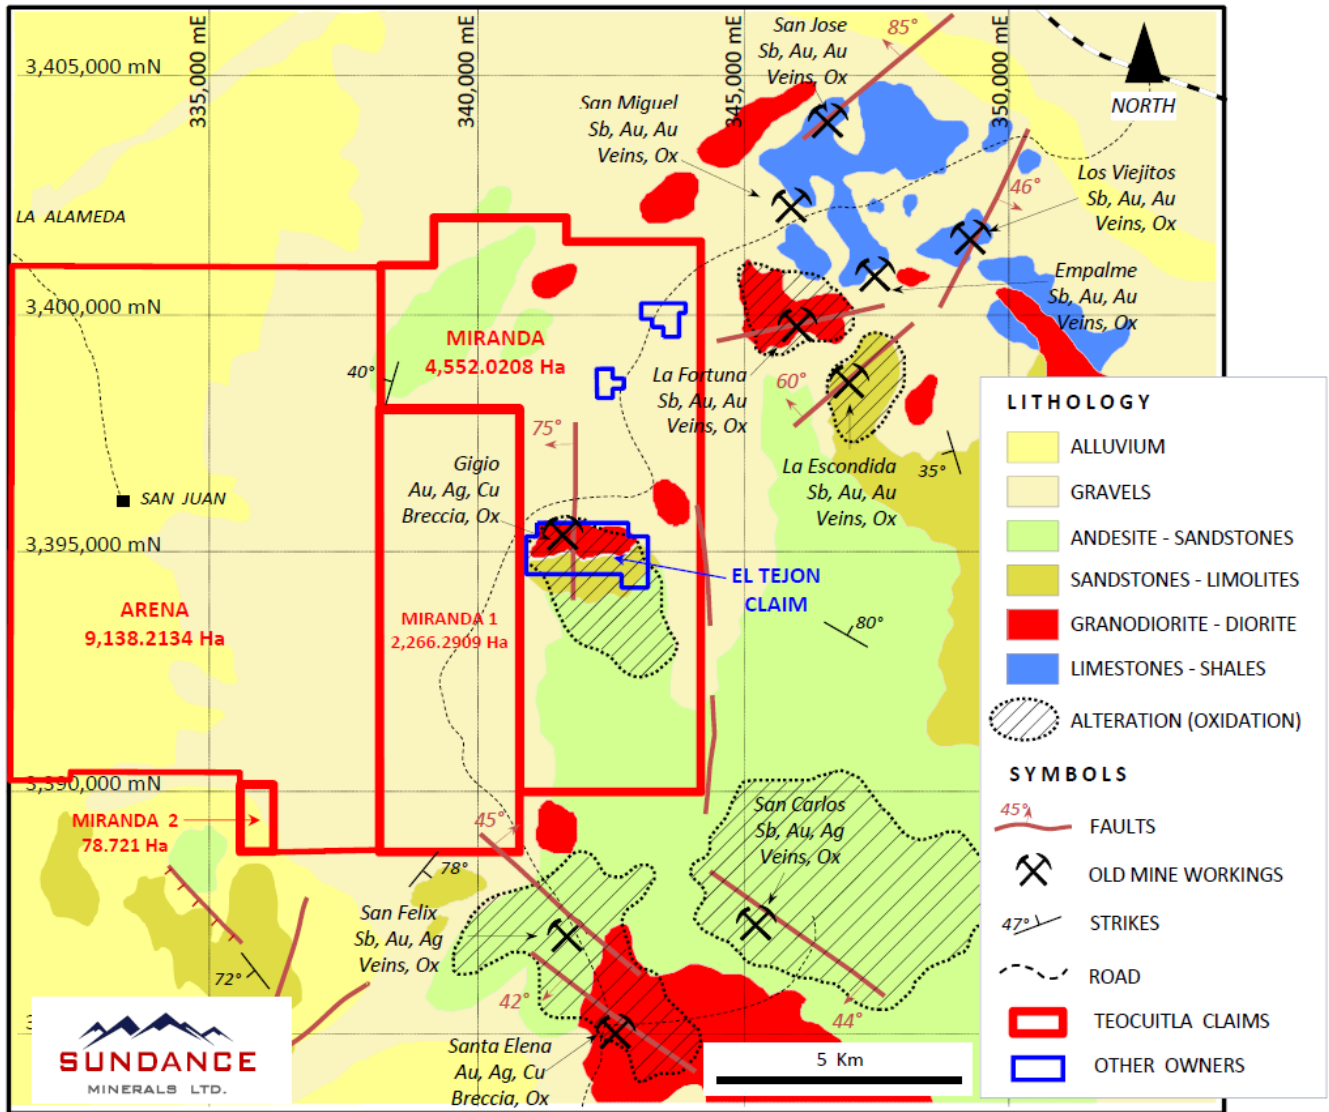 335,000 mE
340,000 mE
345,000 mE
350,000 mE
3,405,000 mN
San Jose
Sb, Au, Au
Veins, Ox
85°
NORTH
San Miguel
Sb, Au, Au
Veins, Ox
Los Viejitos
Sb, Au, Au
Veins, Ox
46°
LA ALAMEDA
Empalme
Sb, Au, Au
Veins, Ox
3,400,000 mN
MIRANDA
4,552.0208 Ha
40°
La Fortuna
Sb, Au, Au
Veins, Ox
60°
75°
Gigio
Au, Ag, Cu
Breccia, Ox
La Escondida
Sb, Au, Au
Veins, Ox
35°
SAN JUAN
3,395,000 mN
EL TEJON
CLAIM
ARENA
9,138.2134 Ha
MIRANDA 1
2,266.2909 Ha
80°
3,390,000 mN
MIRANDA 2
78.721 Ha
45°
San Carlos
Sb, Au, Ag
Veins, Ox
78°
San Felix
Sb, Au, Ag
Veins, Ox
72°
42°
44°
Santa Elena
Au, Ag, Cu
Breccia, Ox
5 Km
SUNDANCE
MINERALS LTD.
LITHOLOGY
ALLUVIUM
GRAVELS
ANDESITE - SANDSTONES
SANDSTONES - LIMOLITES
GRANODIORITE - DIORITE
LIMESTONES - SHALES
ALTERATION (OXIDATION)
SYMBOLS
45° FAULTS
OLD MINE WORKINGS
47° STRIKES
ROAD
TEOCUITLA CLAIMS
OTHER OWNERS